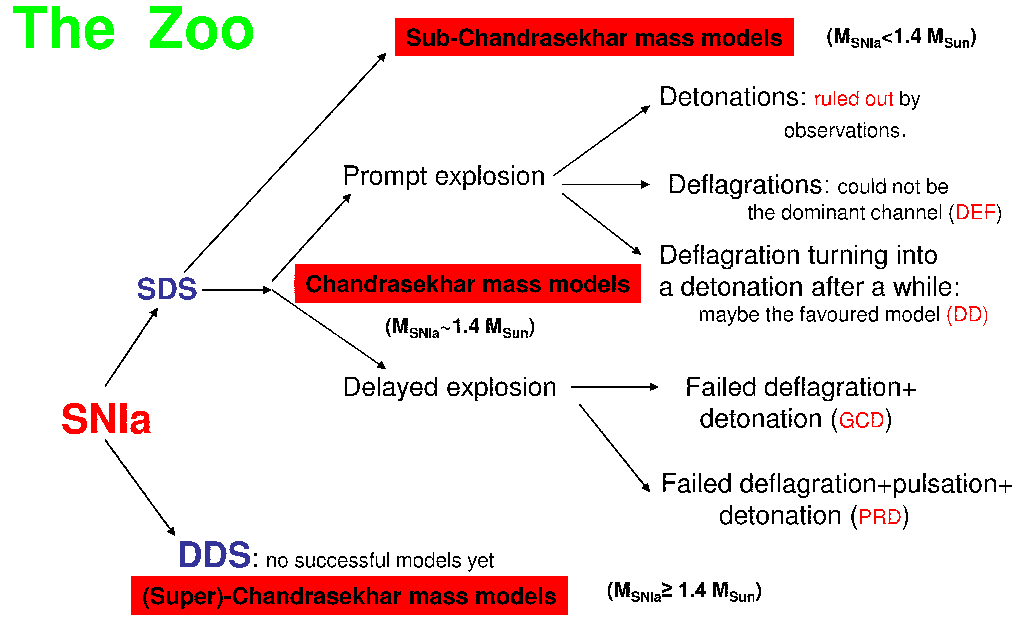 The Zoo
Sub-Chandrasekhar mass models
(MSNIa<1.4 MSun)
Detonations: ruled out by
observations.
Prompt explosion
Deflagrations: could not be
the dominant channel (DEF)
Deflagration turning into
a detonation after a while:
maybe the favoured model (DD)
SDS
Chandrasekhar mass models
(MSNIa~1.4 MSun)
Delayed explosion
Failed deflagration+
detonation (GCD)
SNIa
Failed deflagration+pulsation+
detonation (PRD)
DDS: no successful models yet
(Super)-Chandrasekhar mass models
(MSNIa≥ 1.4 MSun)